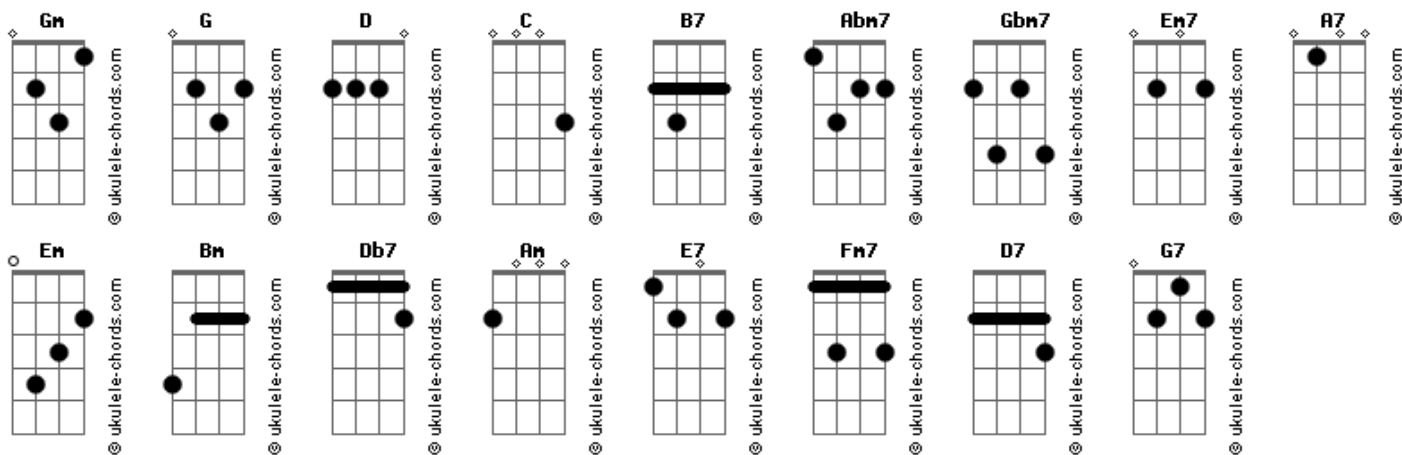 Gm G D C B7 Abm7 Gbm7 Em7 A7
© ukulele-chords.com © ukulele-chords.com © ukulele-chords.com © ukulele-chords.com © ukulele-chords.com © ukulele-chords.com © ukulele-chords.com © ukulele-chords.com © ukulele-chords.com
Em Bm Db7 Am E7 Fm7 D7 G7
© ukulele-chords.com © ukulele-chords.com © ukulele-chords.com © ukulele-chords.com © ukulele-chords.com © ukulele-chords.com © ukulele-chords.com © ukulele-chords.com